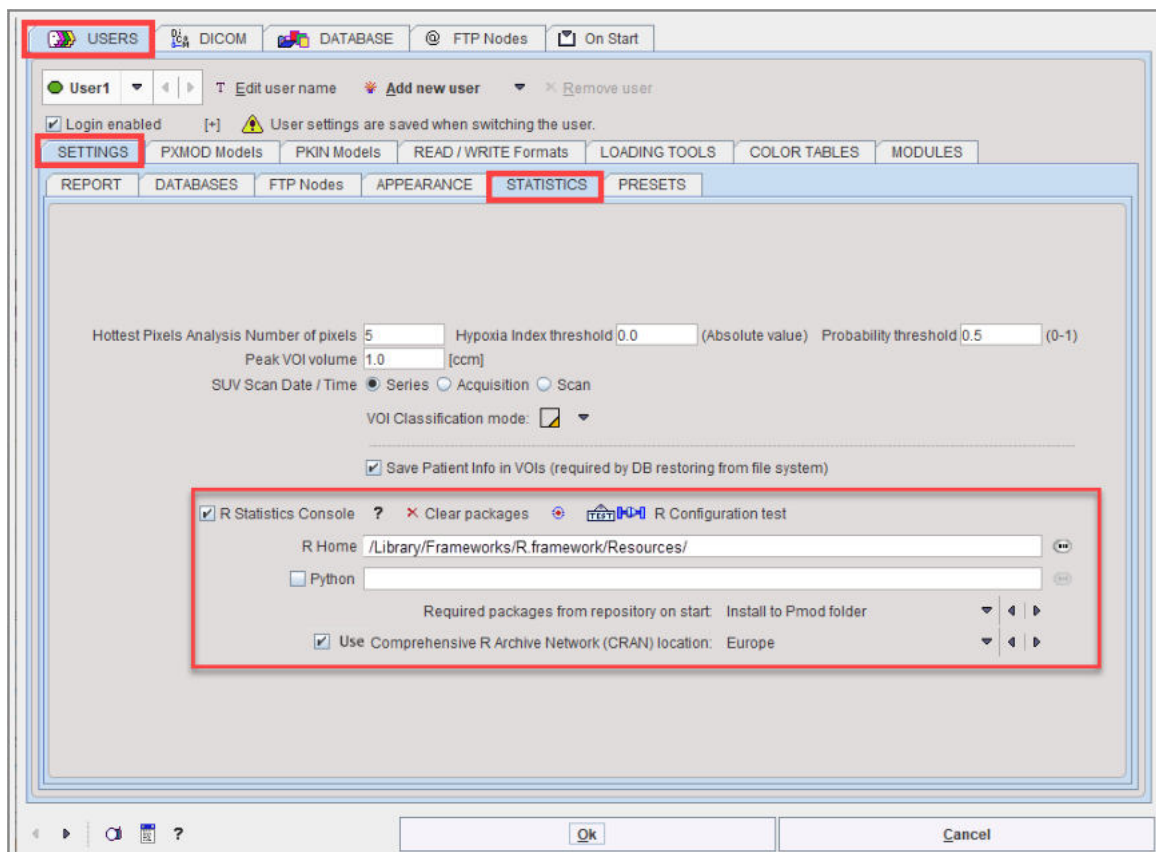 USERS DICOM DATABASE @ FTP Nodes On Start
User1 T Edit user name Add new user Remove user
Login enabled [+] User settings are saved when switching the user.
SETTINGS PXMOD Models PKIN Models READ / WRITE Formats LOADING TOOLS COLOR TABLES MODULES
REPORT DATABASES FTP Nodes APPEARANCE STATISTICS PRESETS
Hottest Pixels Analysis Number of pixels 5 Hypoxia Index threshold 0.0 (Absolute value) Probability threshold 0.5 (0-1)
Peak VOI volume 1.0 [ccm]
SUV Scan Date / Time Series Acquisition Scan
VOI Classification mode:
Save Patient Info in VOIs (required by DB restoring from file system)
R Statistics Console ? Clear packages TEST R Configuration test
R Home /Library/Frameworks/R.framework/Resources/
Python
Required packages from repository on start: Install to Pmod folder
Use Comprehensive R Archive Network (CRAN) location: Europe
? Ok Cancel